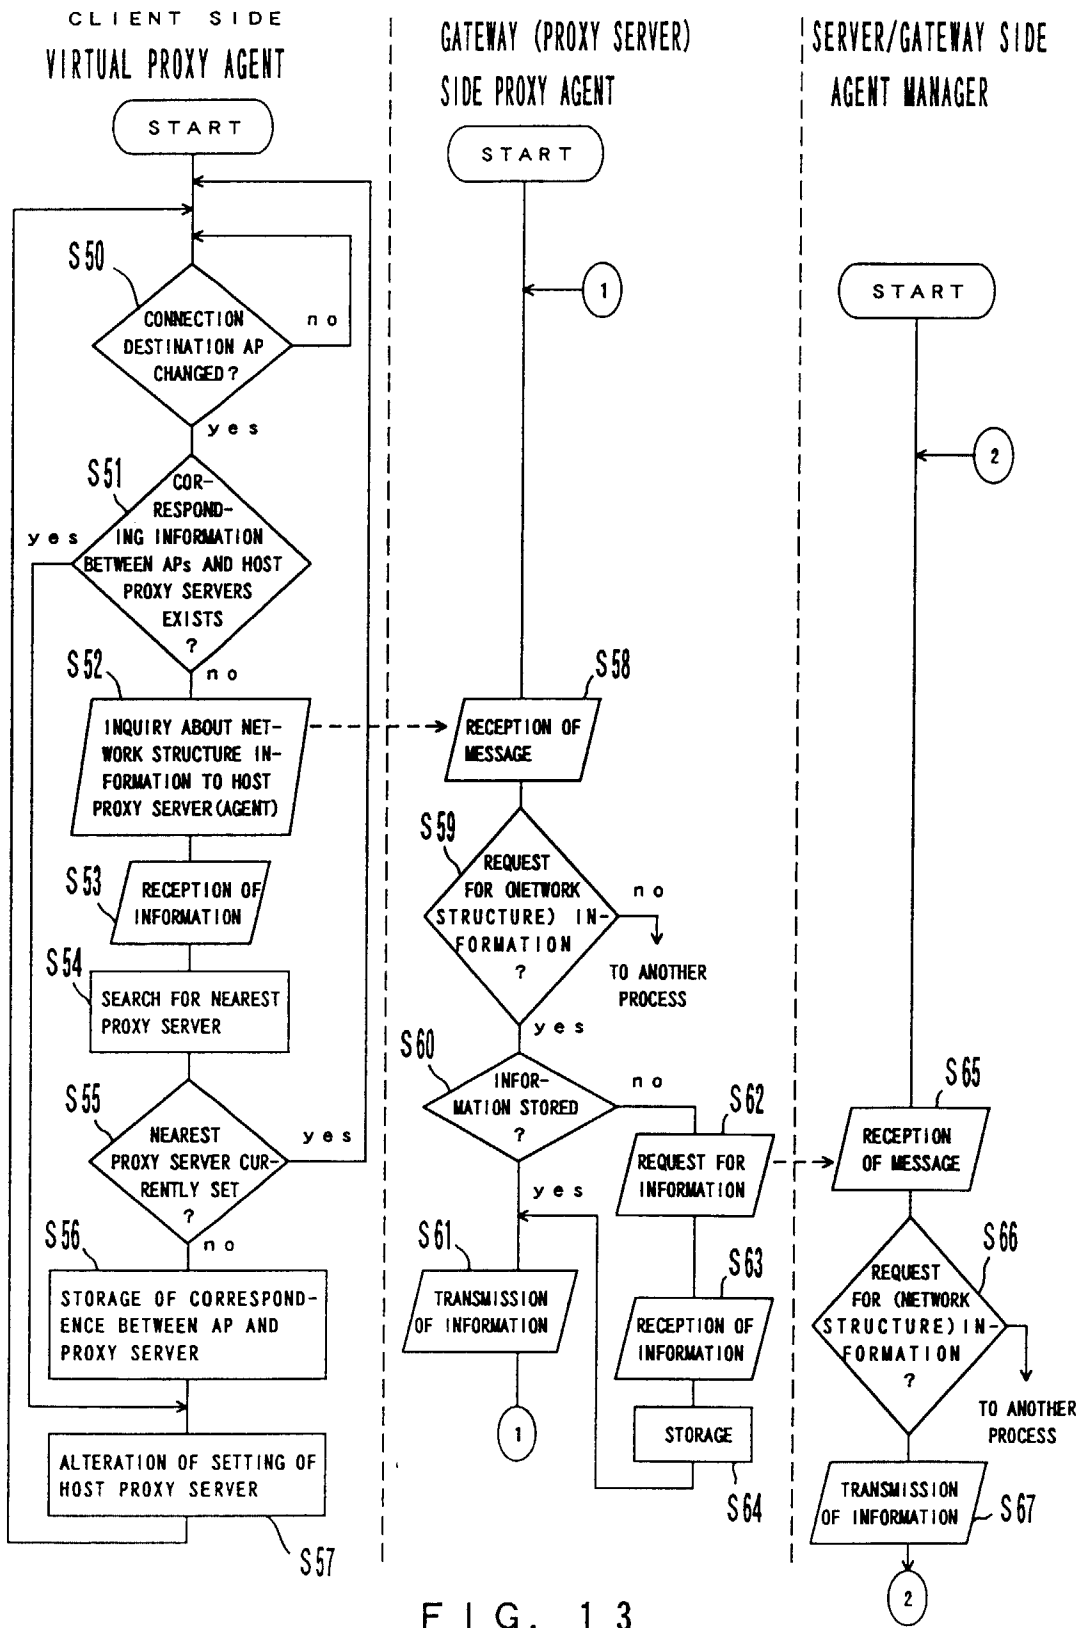 CLIENT SIDE
VIRTUAL PROXY AGENT
START
S50
CONNECTION
DESTINATION AP
CHANGED?
no
yes
S51
COR-
RESPOND-
ING INFORMATION
BETWEEN APs AND HOST
PROXY SERVERS
EXISTS
?
yes
no
S52
INQUIRY ABOUT NET-
WORK STRUCTURE IN-
FORMATION TO HOST
PROXY SERVER(AGENT)
S53
RECEPTION OF
INFORMATION
S54
SEARCH FOR NEAREST
PROXY SERVER
S55
NEAREST
PROXY SERVER CUR-
RENTLY SET
?
yes
no
S56
STORAGE OF CORRESPOND-
ENCE BETWEEN AP AND
PROXY SERVER
ALTERATION OF SETTING OF
HOST PROXY SERVER
S57
GATEWAY (PROXY SERVER)
SIDE PROXY AGENT
START
1
S58
RECEPTION OF
MESSAGE
S59
REQUEST
FOR (NETWORK
STRUCTURE) IN-
FORMATION
?
no
TO ANOTHER
PROCESS
yes
S60
INFOR-
MATION STORED
?
no
yes
S61
TRANSMISSION
OF INFORMATION
1
S62
REQUEST FOR
INFORMATION
S63
RECEPTION OF
INFORMATION
STORAGE
S64
SERVER/GATEWAY SIDE
AGENT MANAGER
START
2
S65
RECEPTION
OF MESSAGE
S66
REQUEST
FOR (NETWORK
STRUCTURE) IN-
FORMATION
?
TO ANOTHER
PROCESS
TRANSMISSION
OF INFORMATION
S67
2
FIG. 13